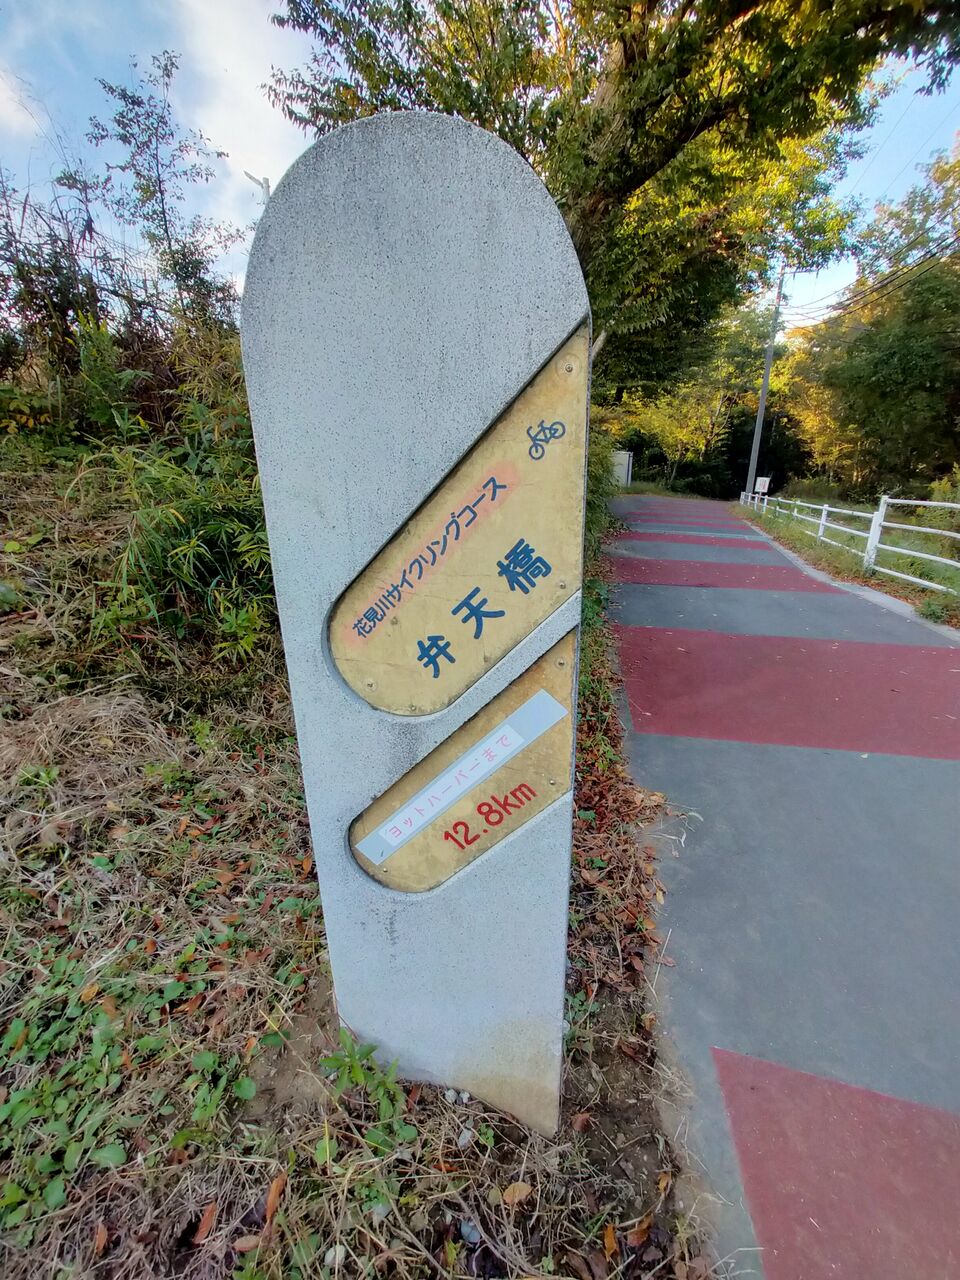 花見川サイクリングコース
弁天橋
ヨットハーバーまで
12.8km